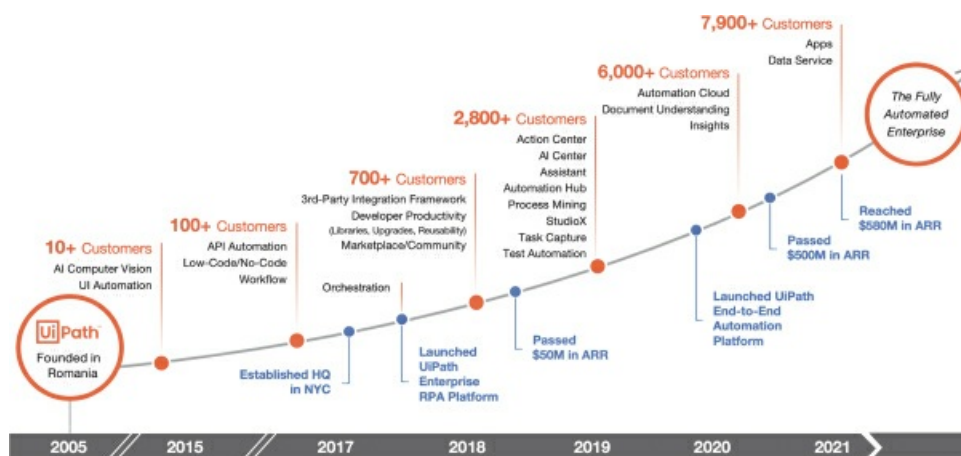 7,900+ Customers
Apps
Data Service
6,000+ Customers
Automation Cloud
Document Understanding
Insights
The Fully
Automated
Enterprise
2,800+ Customers
Action Center
AI Center
Assistant
Automation Hub
Process Mining
StudioX
Task Capture
Test Automation
700+ Customers
3rd-Party Integration Framework
Developer Productivity
(Libraries, Upgrades, Reusability)
Marketplace/Community
100+ Customers
API Automation
Low-Code/No-Code
Workflow
10+ Customers
AI Computer Vision
UI Automation
Orchestration
UiPath™
Founded in
Romania
Established HQ
in NYC
Launched
UiPath
Enterprise
RPA Platform
Passed
$50M in ARR
Launched UiPath
End-to-End
Automation
Platform
Passed
$500M in ARR
Reached
$580M in ARR
2005 2015 2017 2018 2019 2020 2021